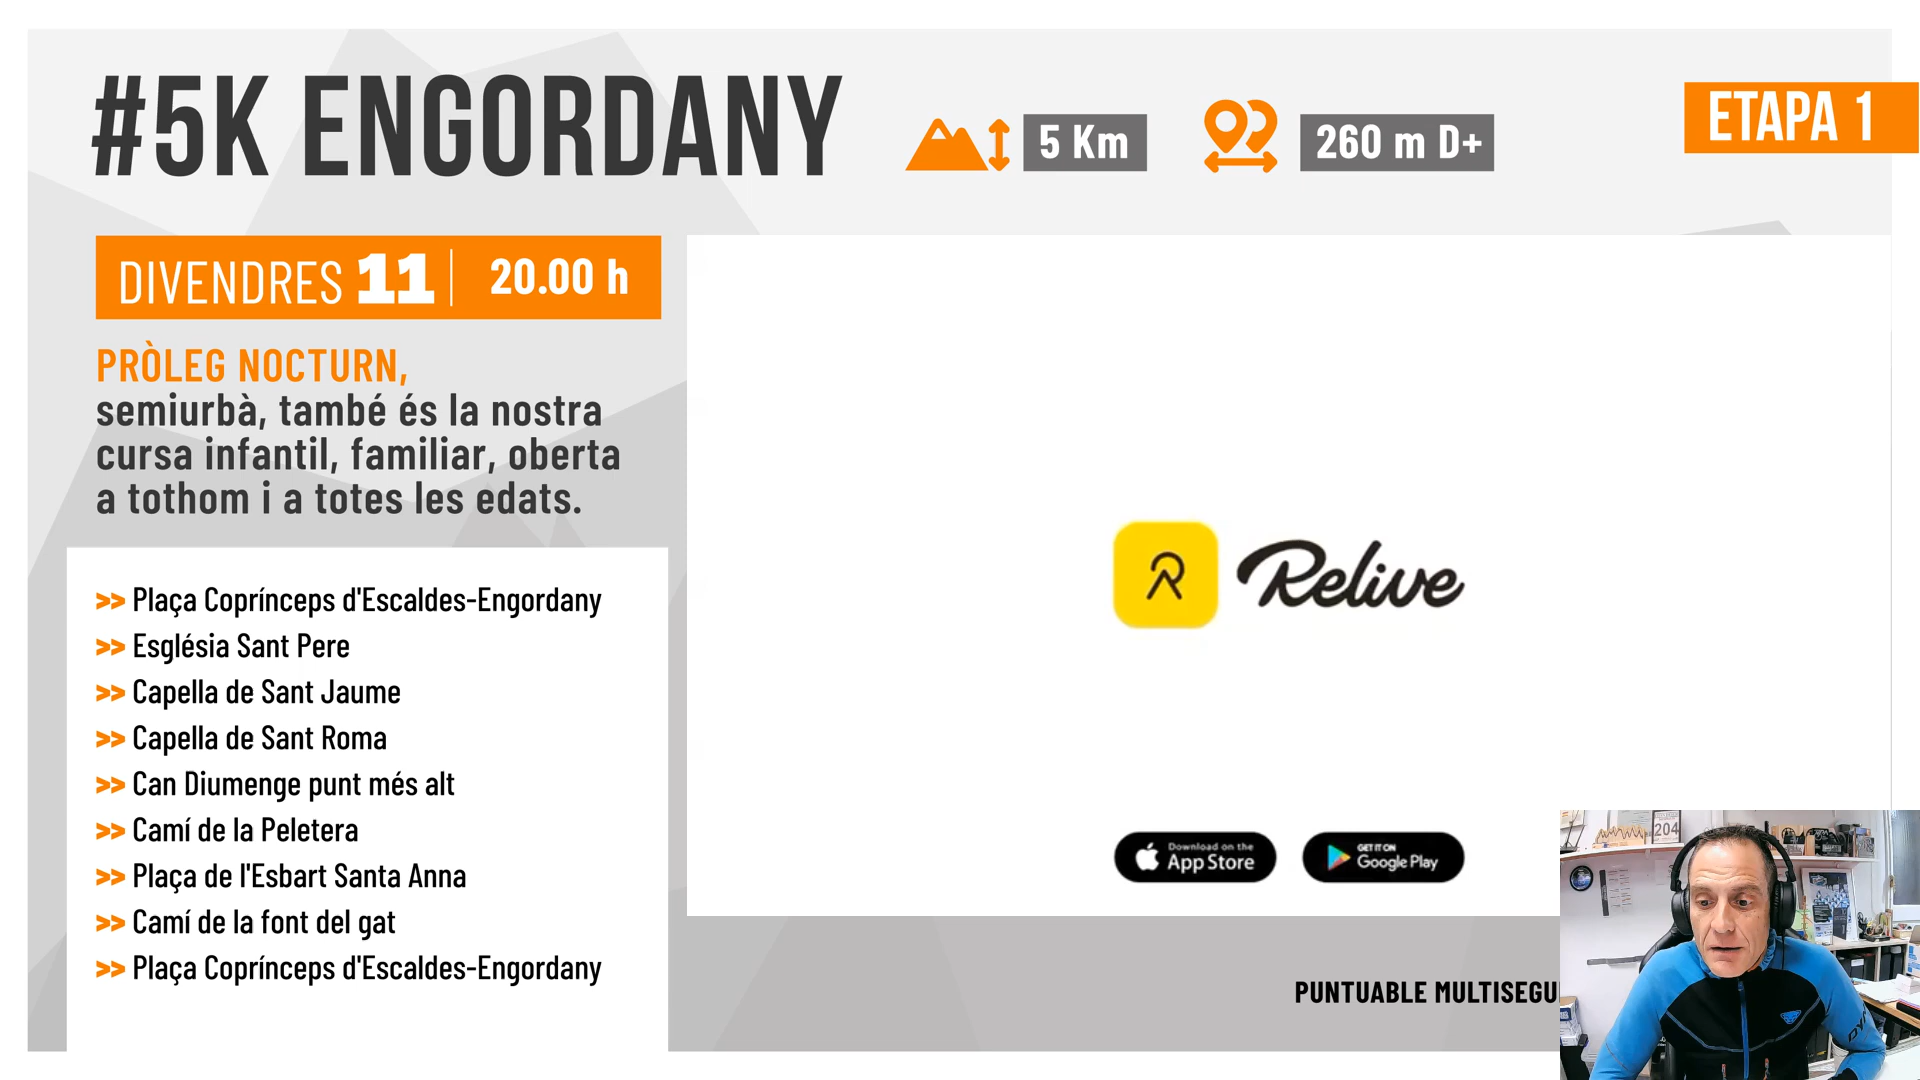 #5K ENGORDANY
5 Km
260 m D+
ETAPA 1
DIVENDRES 11
20.00 h
PRÒLEG NOCTURN,
semiurbà, també és la nostra
cursa infantil, familiar, oberta
a tothom i a totes les edats.
>> Plaça Coprínceps d'Escaldes-Engordany
>> Església Sant Pere
>> Capella de Sant Jaume
>> Capella de Sant Roma
>> Can Diumenge punt més alt
>> Camí de la Peletera
>> Plaça de l'Esbart Santa Anna
>> Camí de la font del gat
>> Plaça Coprínceps d'Escaldes-Engordany
Relive
Download on the
App Store
GET IT ON
Google Play
PUNTUABLE
204